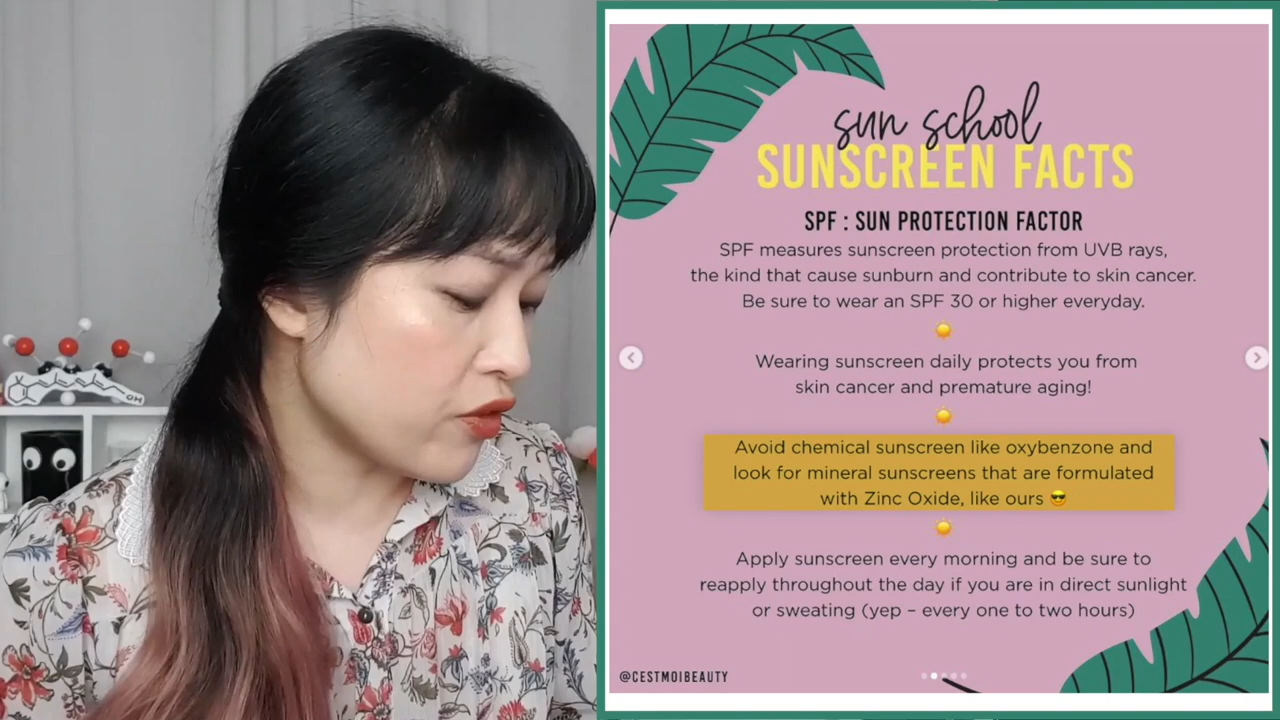 sun school
SUNSCREEN FACTS
SPF : SUN PROTECTION FACTOR
SPF measures sunscreen protection from UVB rays,
the kind that cause sunburn and contribute to skin cancer.
Be sure to wear an SPF 30 or higher everyday.
Wearing sunscreen daily protects you from
skin cancer and premature aging!
Avoid chemical sunscreen like oxybenzone and
look for mineral sunscreens that are formulated
with Zinc Oxide, like ours 😎
Apply sunscreen every morning and be sure to
reapply throughout the day if you are in direct sunlight
or sweating (yep – every one to two hours)
@CESTMOIBEAUTY
OH